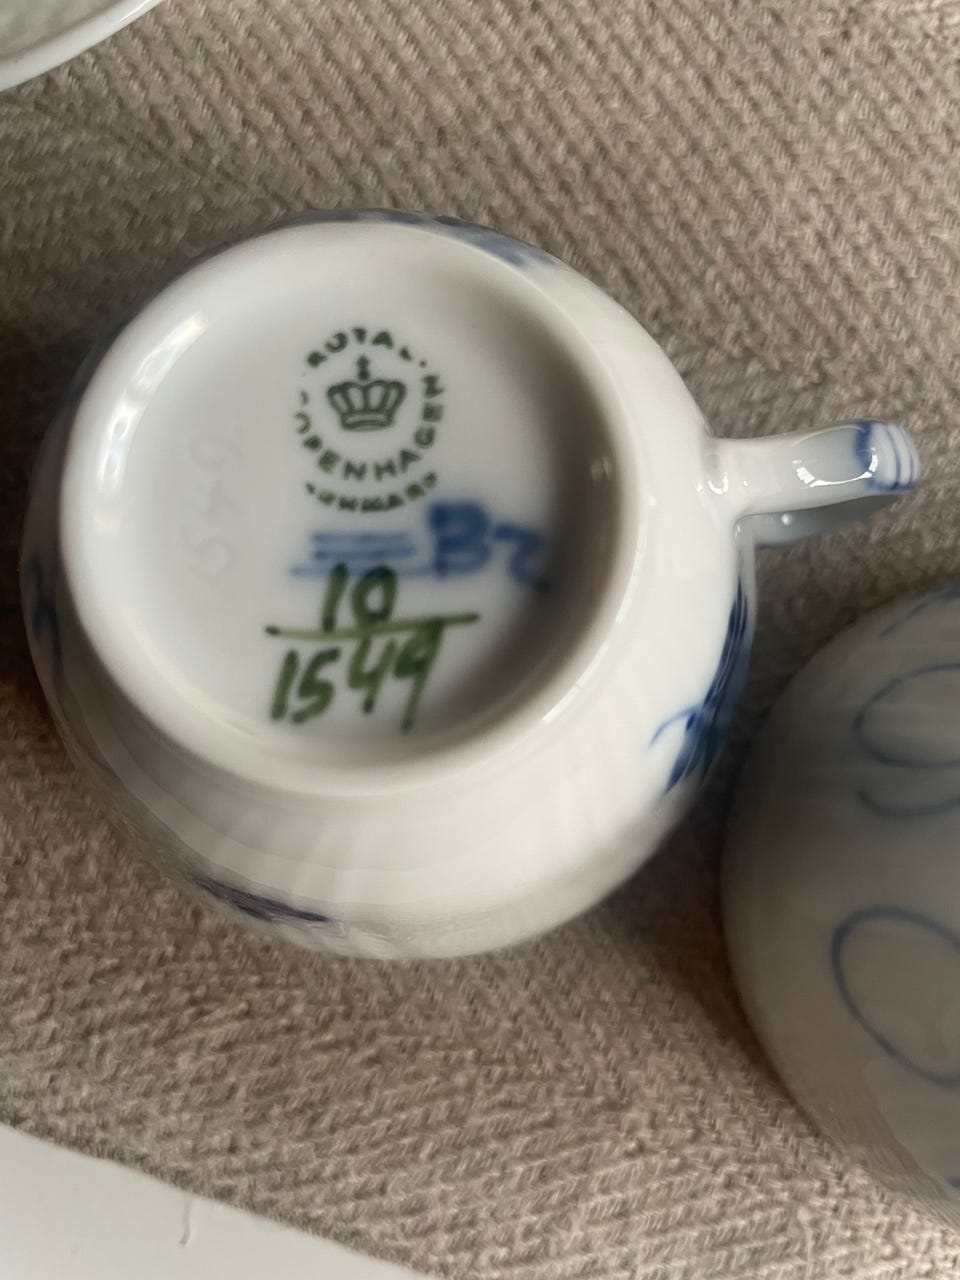 ROYAL
COPENHAGEN
DENMARK
10
1549